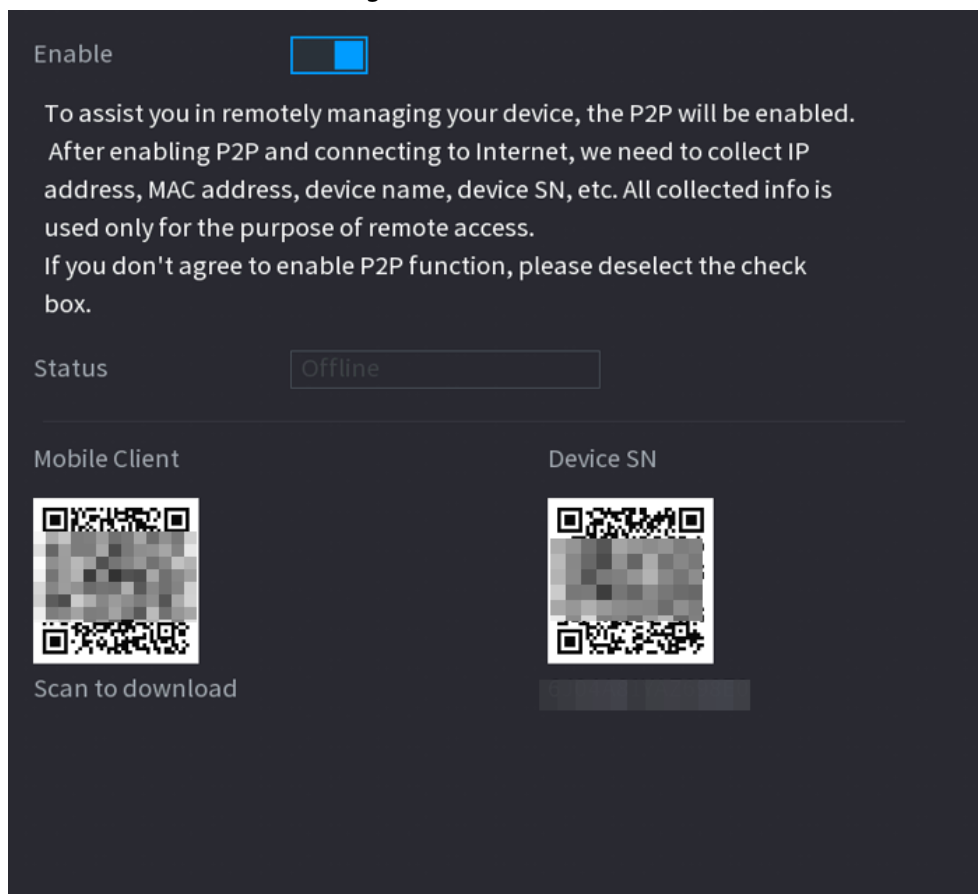 Enable
To assist you in remotely managing your device, the P2P will be enabled.
After enabling P2P and connecting to Internet, we need to collect IP
address, MAC address, device name, device SN, etc. All collected info is
used only for the purpose of remote access.
If you don't agree to enable P2P function, please deselect the check
box.
Status
Offline
Mobile Client
Device SN
Scan to download